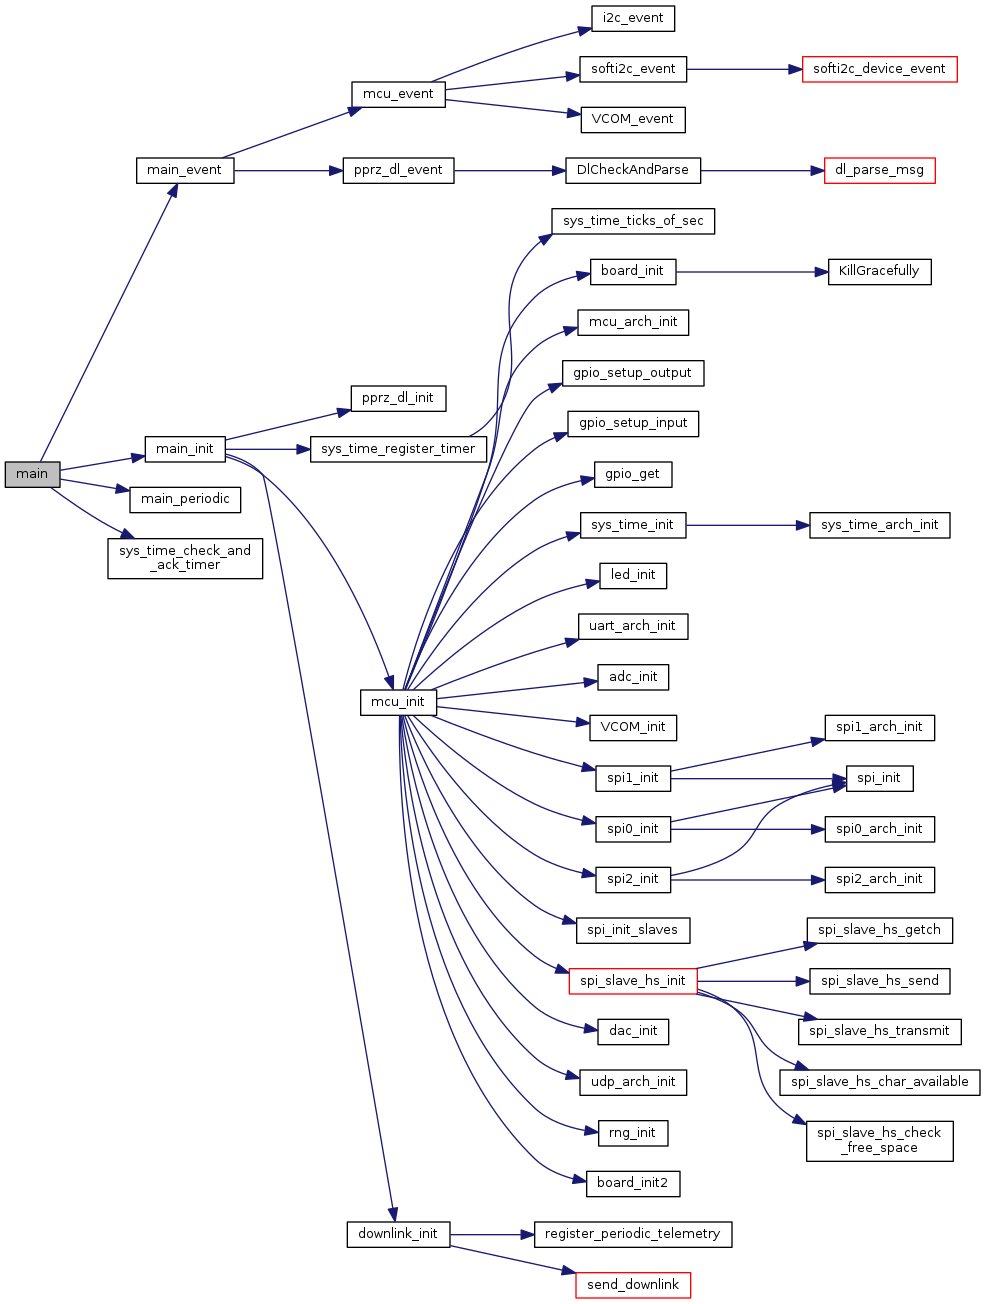 i2c_event
softi2c_event
softi2c_device_event
mcu_event
VCOM_event
main_event
pprz_dl_event
DlCheckAndParse
dl_parse_msg
sys_time_ticks_of_sec
board_init
KillGracefully
mcu_arch_init
gpio_setup_output
pprz_dl_init
gpio_setup_input
main_init
sys_time_register_timer
main
gpio_get
main_periodic
sys_time_init
sys_time_arch_init
sys_time_check_and
_ack_timer
led_init
uart_arch_init
adc_init
mcu_init
VCOM_init
spi1_arch_init
spi1_init
spi_init
spi0_init
spi0_arch_init
spi2_init
spi2_arch_init
spi_init_slaves
spi_slave_hs_getch
spi_slave_hs_init
spi_slave_hs_send
dac_init
spi_slave_hs_transmit
udp_arch_init
spi_slave_hs_char_available
rng_init
spi_slave_hs_check
_free_space
board_init2
downlink_init
register_periodic_telemetry
send_downlink